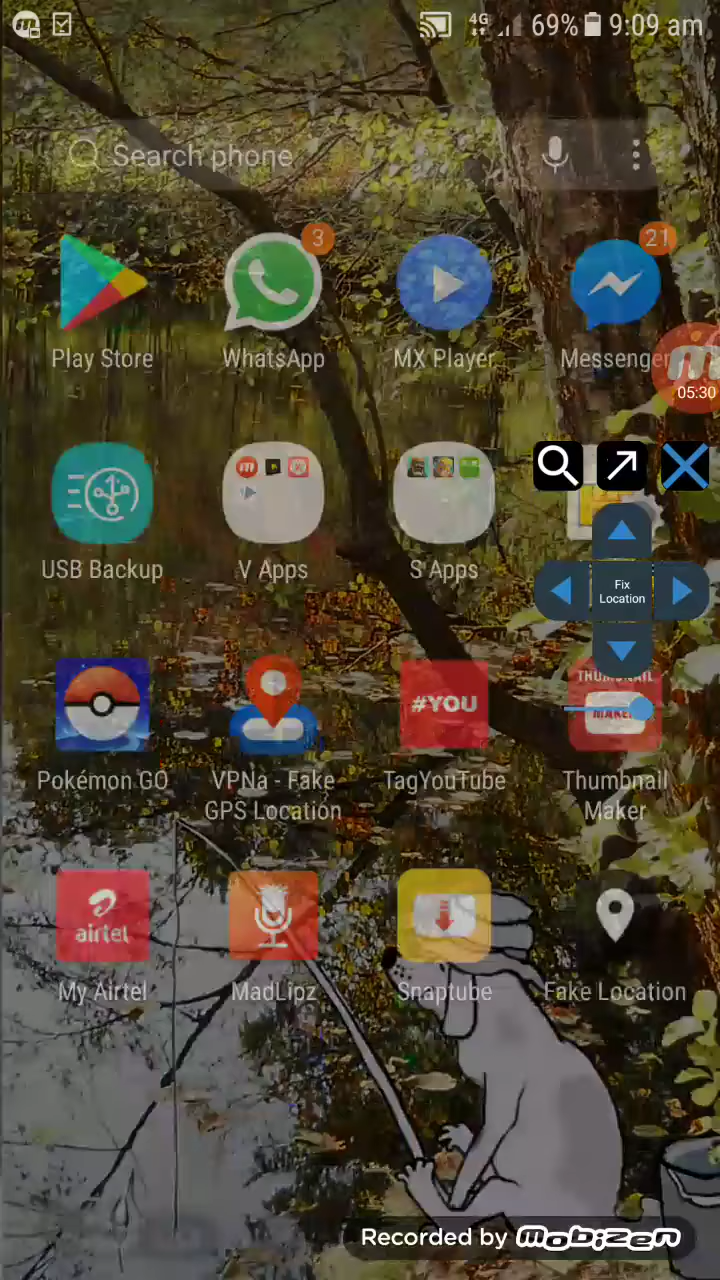 4G 69% 9:09 am
Search phone
3
21
Play Store
WhatsApp
MX Player
Messenger
05:30
USB Backup
V Apps
S Apps
Fix
Location
#YOU
THUMBNAIL
MAKER
Pokémon GO
VPNa - Fake
GPS Location
TagYouTube
Thumbnail
Maker
airtel
My Airtel
MadLipz
Snaptube
Fake Location
Recorded by mobizen